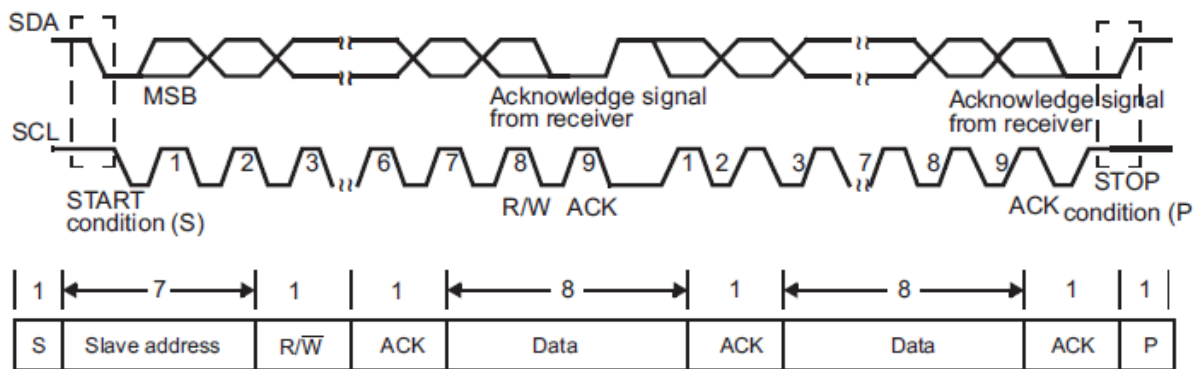 SDA
MSB
Acknowledge signal
from receiver
Acknowledge signal
from receiver
SCL
1 2 3 6 7 8 9 1 2 3 7 8 9
START
condition (S)
R/W ACK
ACK
STOP
condition (P
1 7 1 1 8 1 8 1 1
S Slave address R/W̅ ACK Data ACK Data ACK P